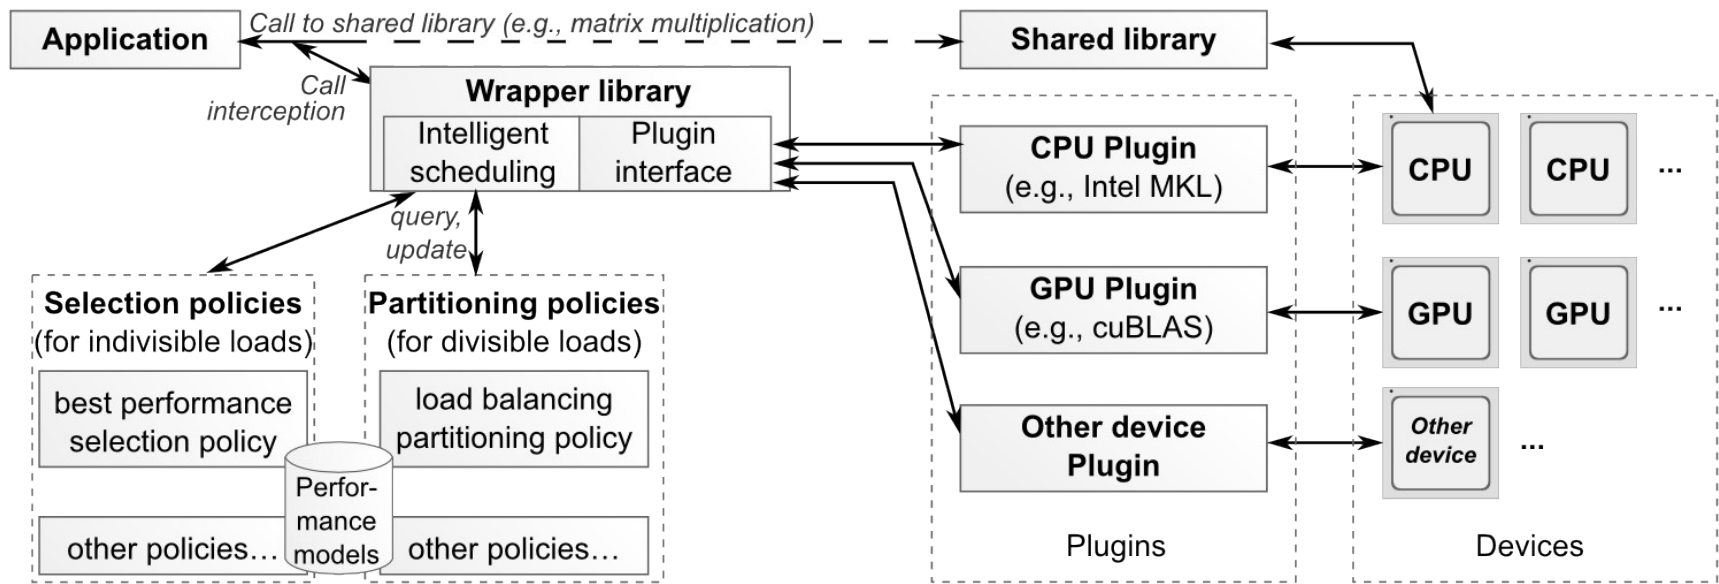 Application
Call to shared library (e.g., matrix multiplication)
Shared library
Call
interception
Wrapper library
Intelligent
scheduling
Plugin
interface
query,
update
Selection policies
(for indivisible loads)
best performance
selection policy
other policies…
Partitioning policies
(for divisible loads)
load balancing
partitioning policy
other policies…
Perfor-
mance
models
CPU Plugin
(e.g., Intel MKL)
GPU Plugin
(e.g., cuBLAS)
Other device
Plugin
Plugins
CPU
CPU
...
GPU
GPU
...
Other
device
...
Devices